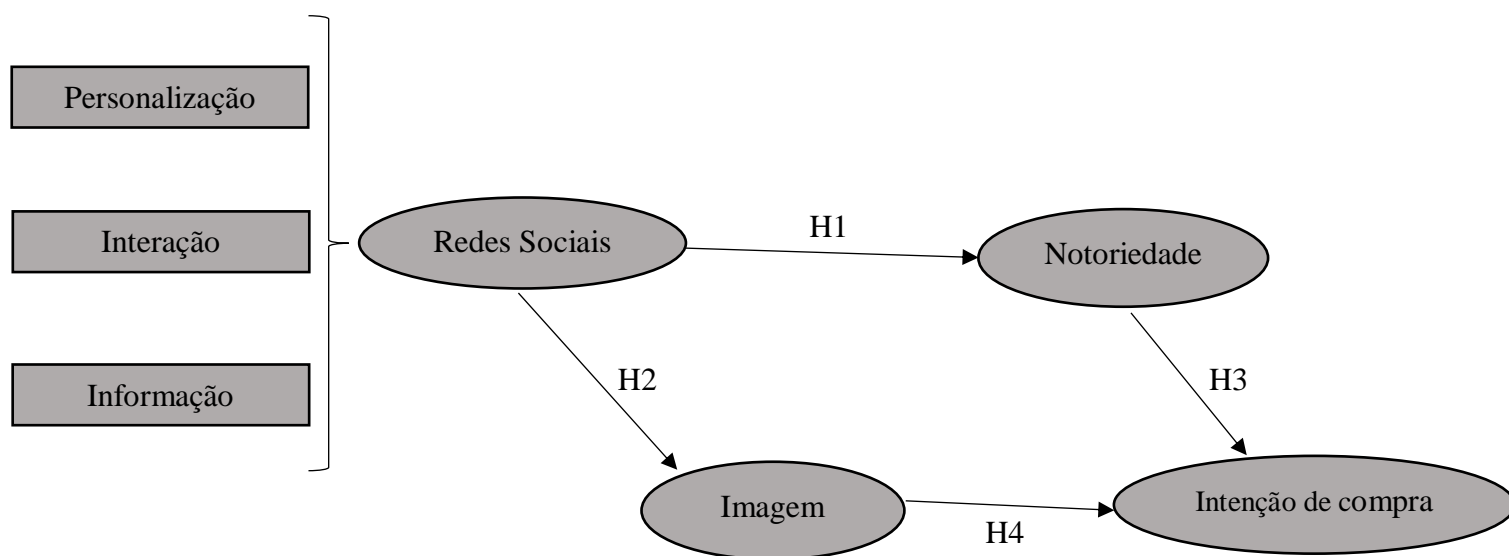 Personalização
Interação
Informação
Redes Sociais
H1
Notoriedade
H2
H3
Imagem
H4
Intenção de compra